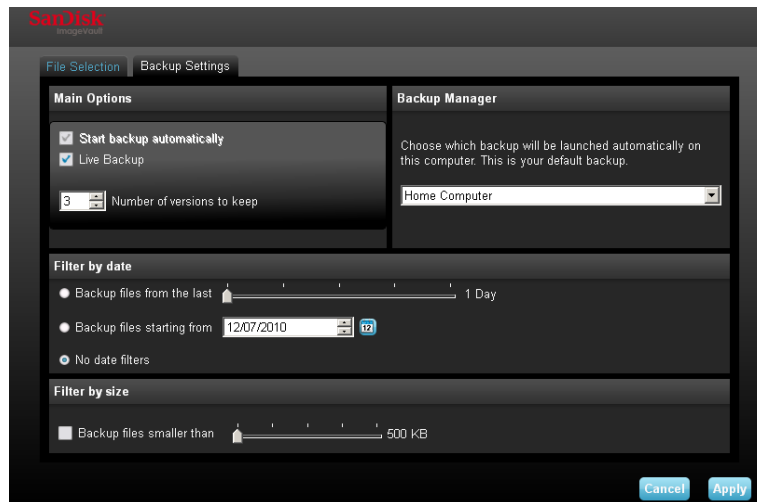 SanDisk
ImageVault
File Selection
Backup Settings
Main Options
Start backup automatically
Live Backup
3
Number of versions to keep
Backup Manager
Choose which backup will be launched automatically on
this computer. This is your default backup.
Home Computer
Filter by date
Backup files from the last
1 Day
Backup files starting from
12/07/2010
12
No date filters
Filter by size
Backup files smaller than
500 KB
Cancel
Apply